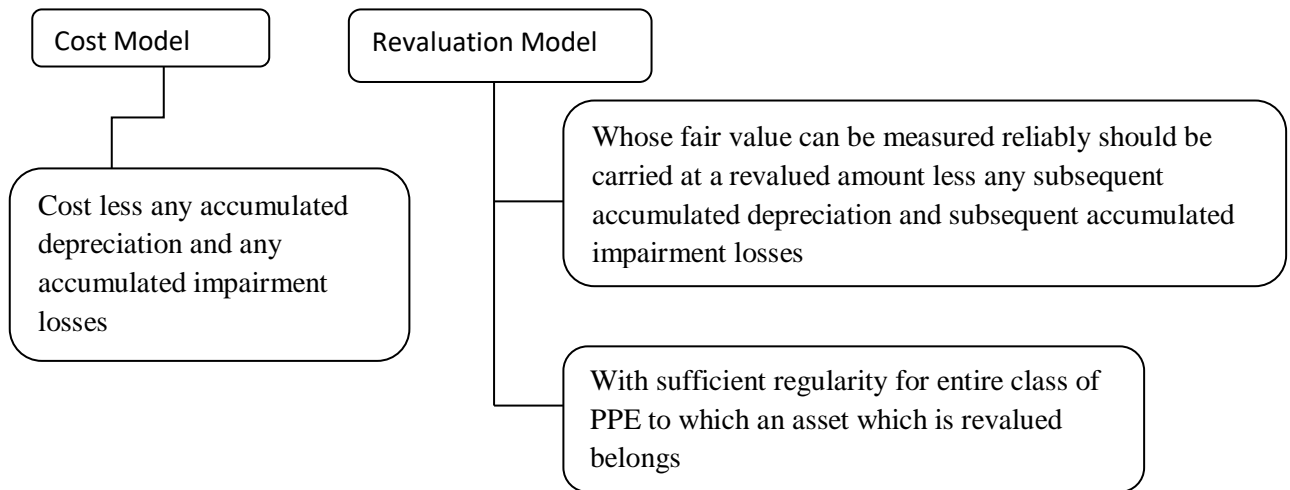 Cost Model
Revaluation Model
Cost less any accumulated
depreciation and any
accumulated impairment
losses
Whose fair value can be measured reliably should be
carried at a revalued amount less any subsequent
accumulated depreciation and subsequent accumulated
impairment losses
With sufficient regularity for entire class of
PPE to which an asset which is revalued
belongs